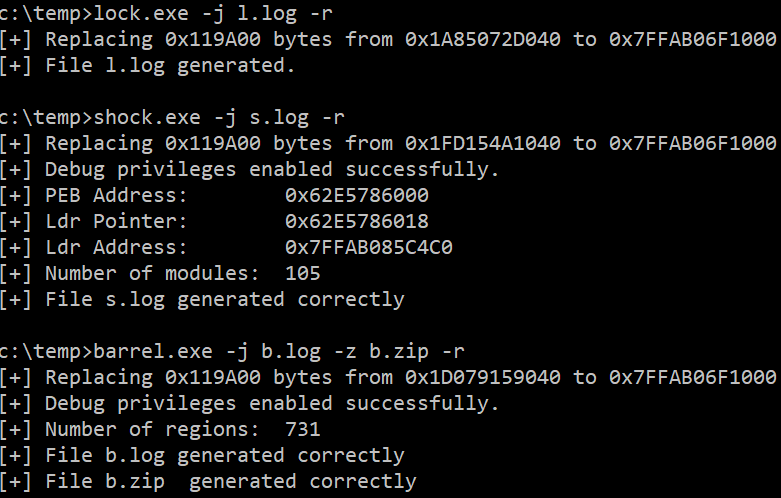 c:\temp>lock.exe -j l.log -r
[+] Replacing 0x119A00 bytes from 0x1A85072D040 to 0x7FFAB06F1000
[+] File l.log generated.
c:\temp>shock.exe -j s.log -r
[+] Replacing 0x119A00 bytes from 0x1FD154A1040 to 0x7FFAB06F1000
[+] Debug privileges enabled successfully.
[+] PEB Address:        0x62E5786000
[+] Ldr Pointer:        0x62E5786018
[+] Ldr Address:        0x7FFAB085C4C0
[+] Number of modules:  105
[+] File s.log generated correctly
c:\temp>barrel.exe -j b.log -z b.zip -r
[+] Replacing 0x119A00 bytes from 0x1D079159040 to 0x7FFAB06F1000
[+] Debug privileges enabled successfully.
[+] Number of regions:  731
[+] File b.log generated correctly
[+] File b.zip  generated correctly